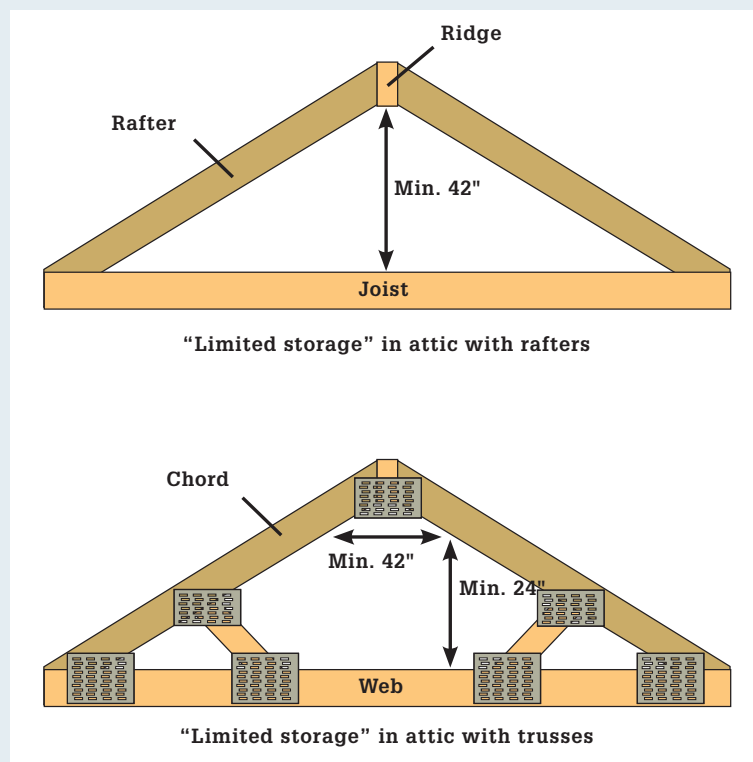 Ridge
Rafter
Min. 42"
Joist
“Limited storage” in attic with rafters
Chord
Min. 42"
Min. 24"
Web
“Limited storage” in attic with trusses